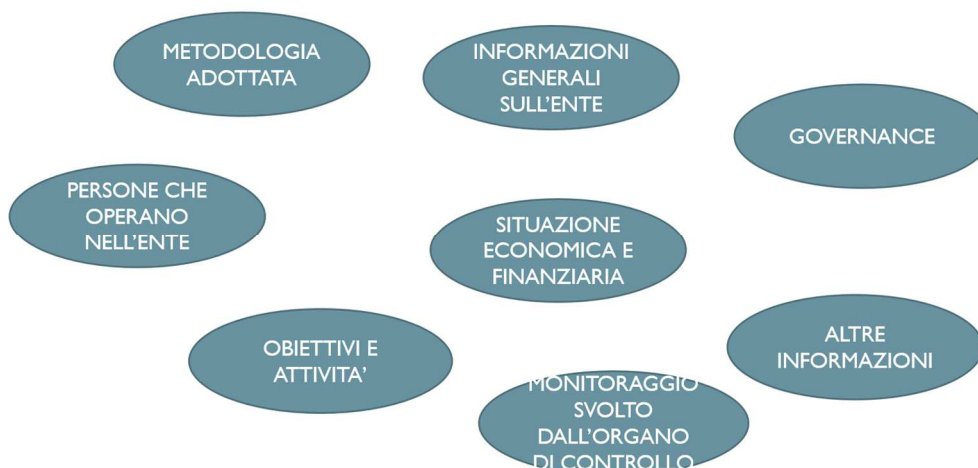 METODOLOGIA
ADOTTATA
INFORMAZIONI
GENERALI
SULL'ENTE
GOVERNANCE
PERSONE CHE
OPERANO
NELL'ENTE
SITUAZIONE
ECONOMICA E
FINANZIARIA
OBIETTIVI E
ATTIVITA'
ALTRE
INFORMAZIONI
MONITORAGGIO
SVOLTO
DALL'ORGANO
DI CONTROLLO